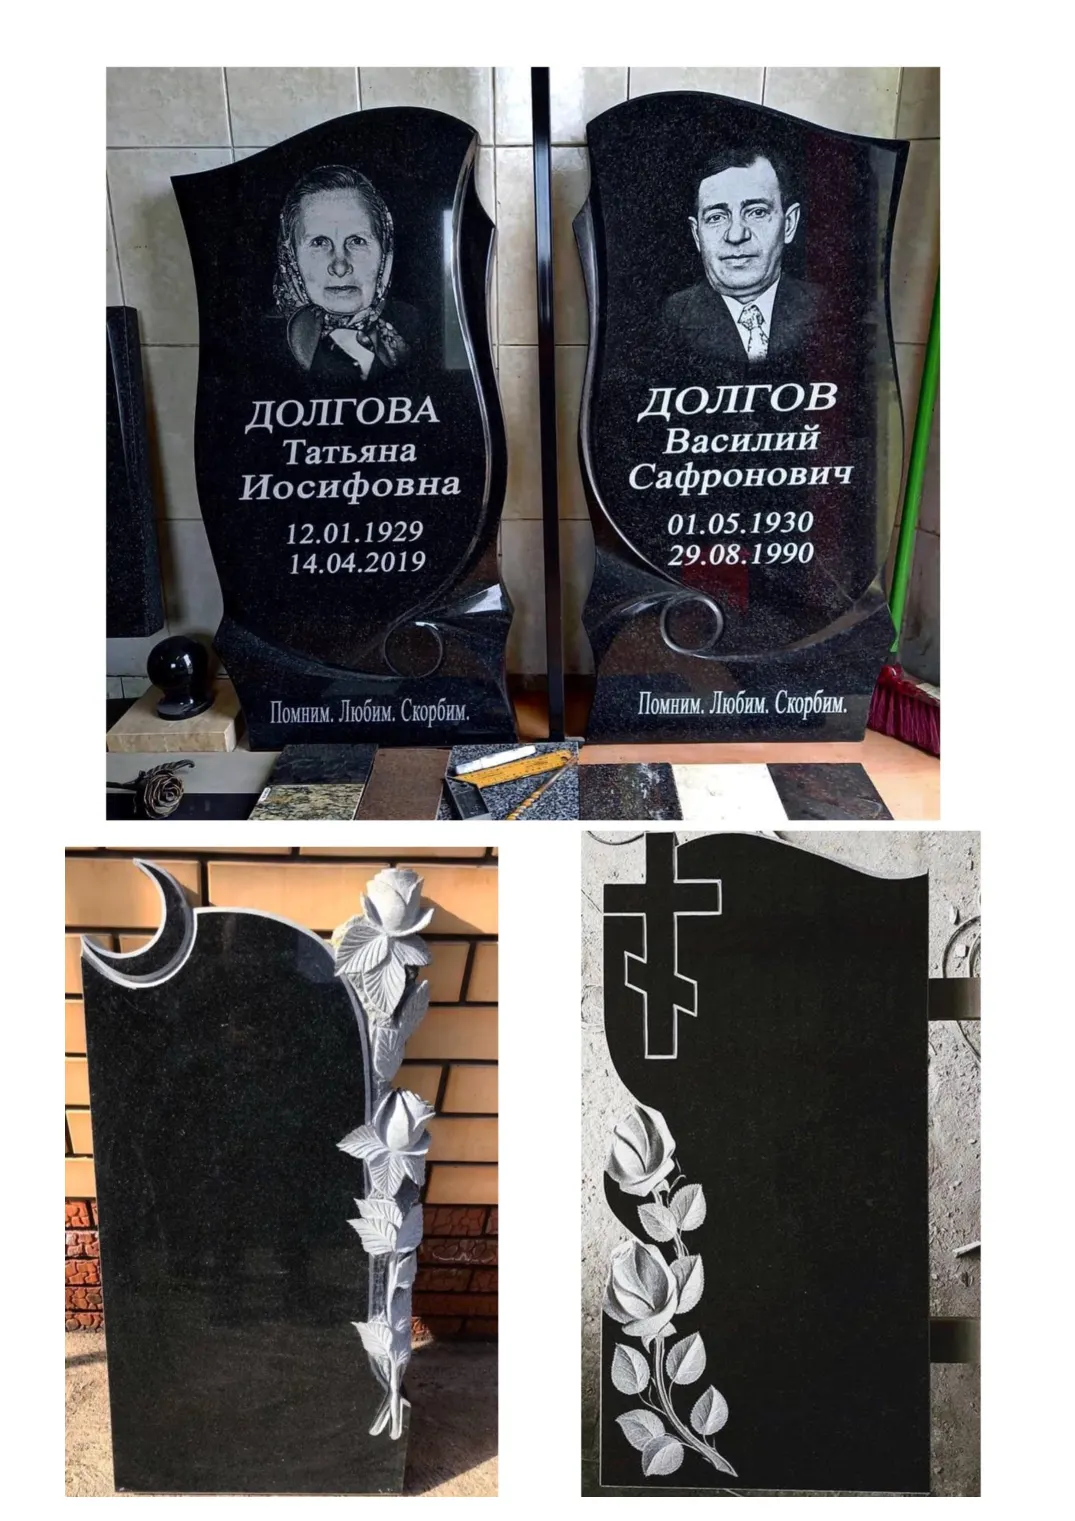 ДОЛГОВА
Татьяна
Иосифовна
12.01.1929
14.04.2019
Помним. Любим. Скорбим.
ДОЛГОВ
Василий
Сафронович
01.05.1930
29.08.1990
Помним. Любим. Скорбим.